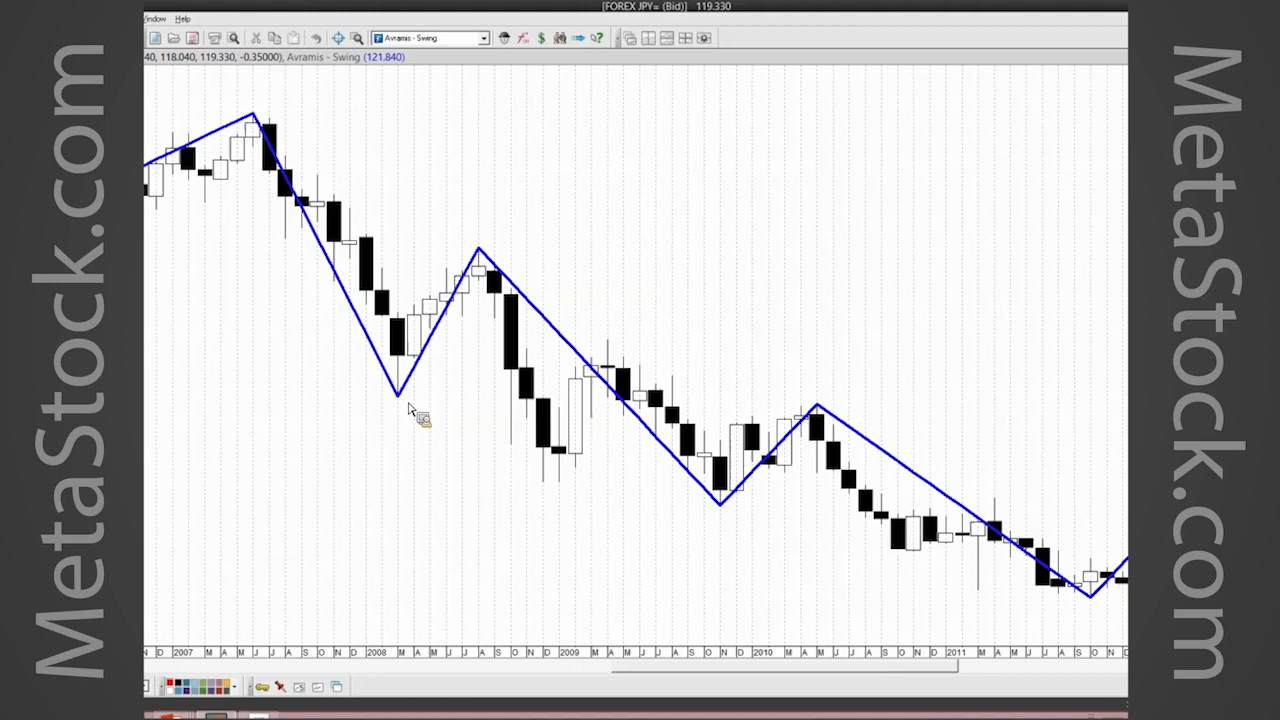 [FOREX JPY= (Bid)] 119.330
Window Help
Avramis - Swing
40, 118.040, 119.330, -0.35000), Avramis - Swing (121.840)
MetaStock.com
MetaStock.com
N D 2007 M A M J J A S O N D 2008 M A M J J A S O N D 2009 M A M J J A S O N D 2010 M A M J J A S O N D 2011 M A M J J A S O N D